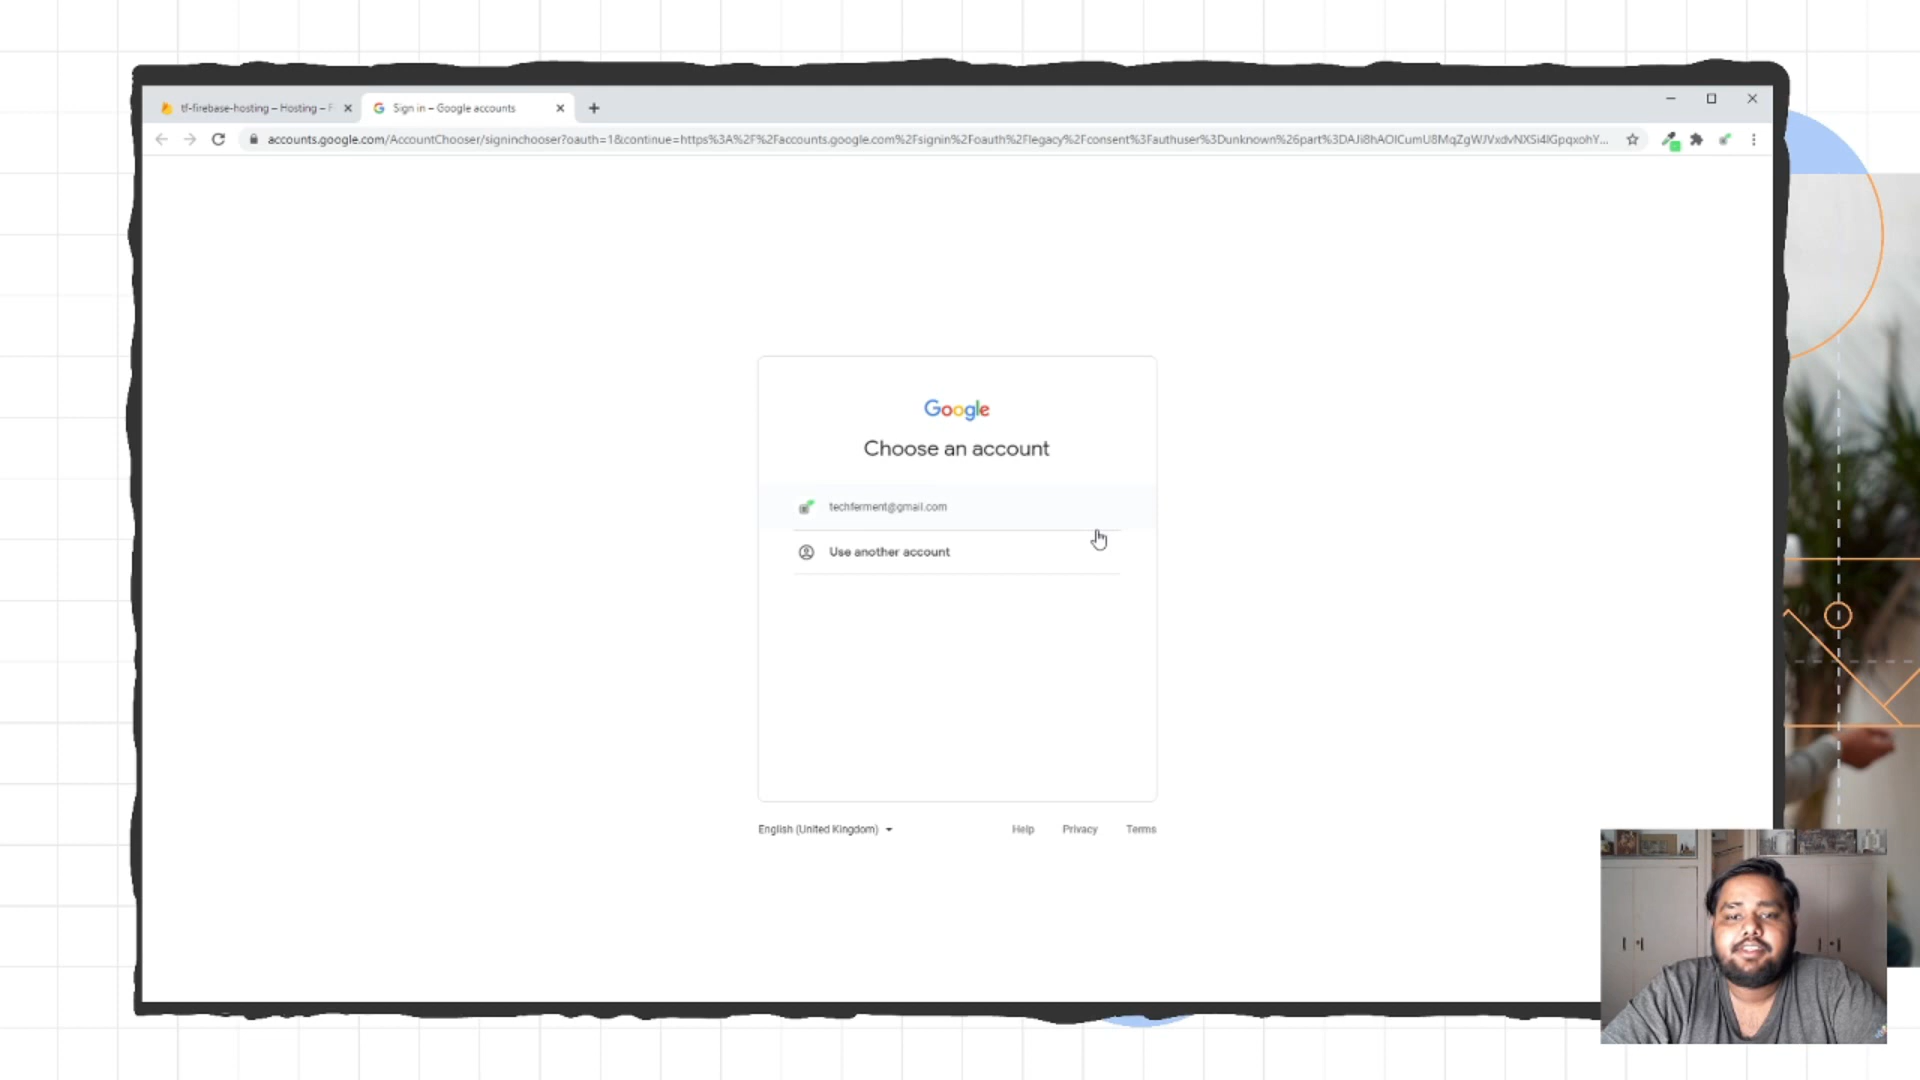 tf-firebase-hosting – Hosting – F
Sign in – Google accounts
accounts.google.com/AccountChooser/signinchooser?oauth=1&continue=https%3A%2F%2Faccounts.google.com%2Fsignin%2Foauth%2Flegacy%2Fconsent%3Fauthuser%3Dunknown%26part%3DAJi8hAOlCumU8MqZgWJVxdvNXSi4lGpqxohY...
Google
Choose an account
techferment@gmail.com
Use another account
English (United Kingdom)
Help Privacy Terms